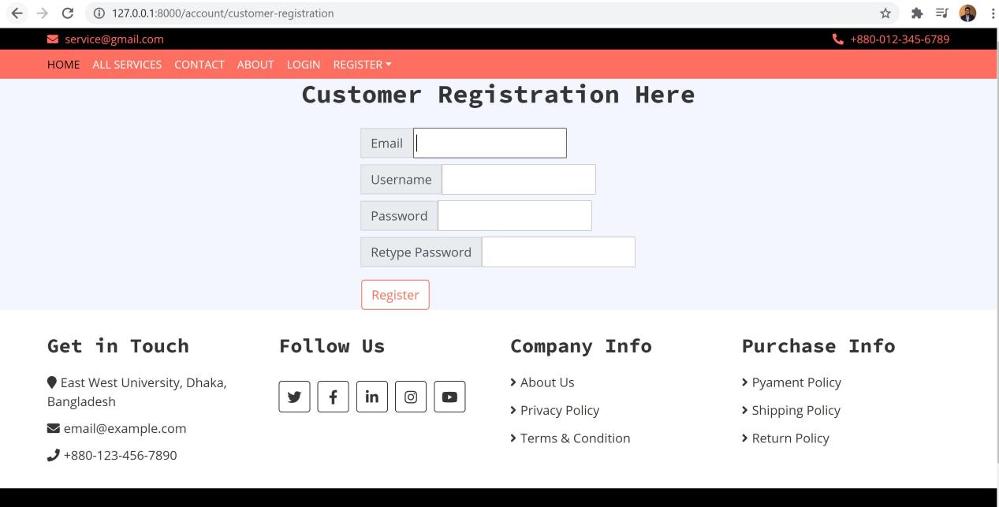 127.0.0.1:8000/account/customer-registration
service@gmail.com +880-012-345-6789
HOME ALL SERVICES CONTACT ABOUT LOGIN REGISTER
Customer Registration Here
Email
Username
Password
Retype Password
Register
Get in Touch
East West University, Dhaka,
Bangladesh
email@example.com
+880-123-456-7890
Follow Us
in
Company Info
About Us
Privacy Policy
Terms & Condition
Purchase Info
Pyament Policy
Shipping Policy
Return Policy